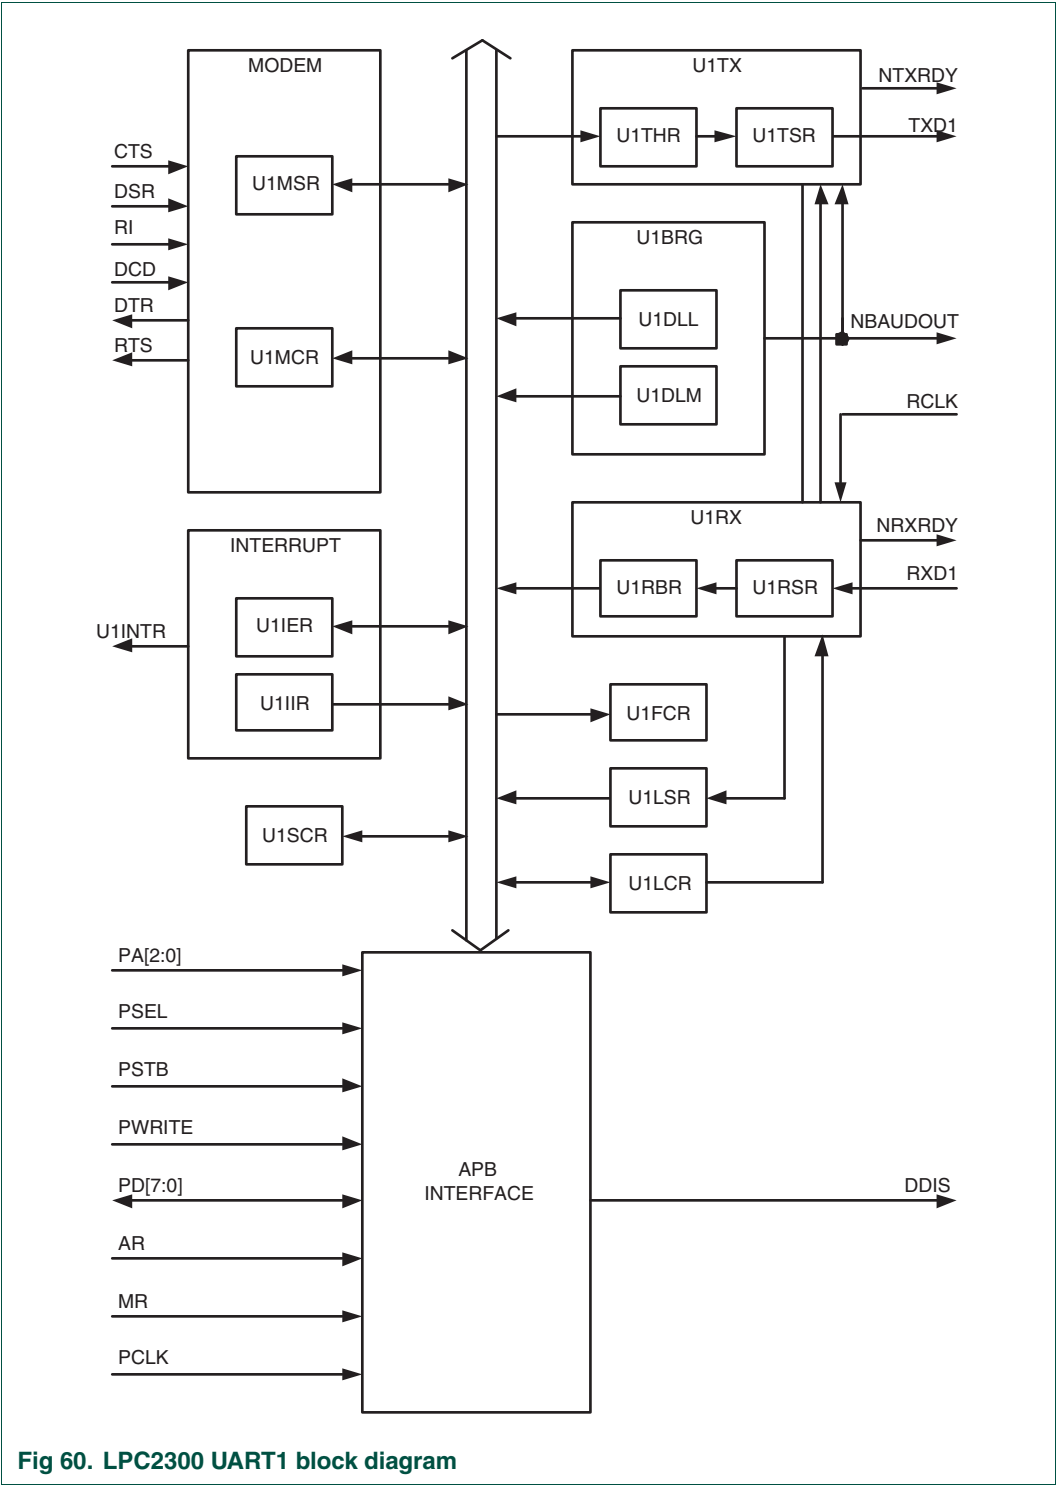 MODEM
CTS
DSR
RI
DCD
DTR
RTS
U1MSR
U1MCR
U1TX
U1THR
U1TSR
NTXRDY
TXD1
U1BRG
U1DLL
U1DLM
NBAUDOUT
RCLK
U1RX
U1RBR
U1RSR
NRXRDY
RXD1
INTERRUPT
U1INTR
U1IER
U1IIR
U1FCR
U1LSR
U1SCR
U1LCR
PA[2:0]
PSEL
PSTB
PWRITE
PD[7:0]
AR
MR
PCLK
APB
INTERFACE
DDIS
Fig 60. LPC2300 UART1 block diagram